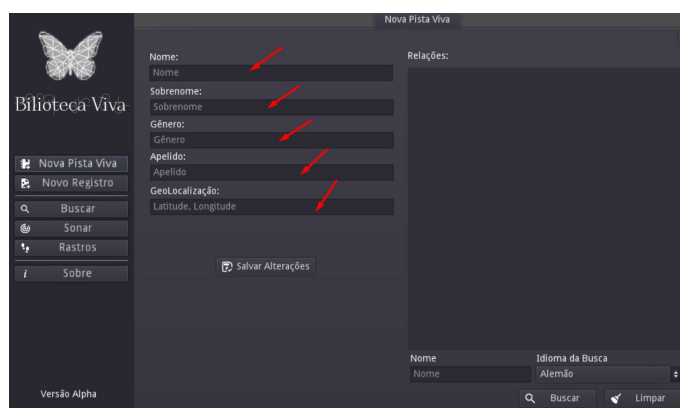 Nova Pista Viva
Bilioteca Viva
Nova Pista Viva
Novo Registro
Buscar
Sonar
Rastros
i Sobre
Versão Alpha
Nome:
Nome
Sobrenome:
Sobrenome
Gênero:
Gênero
Apelido:
Apelido
GeoLocalização:
Latitude, Longitude
Salvar Alterações
Relações:
Nome Idioma da Busca
Nome Alemão
Buscar Limpar